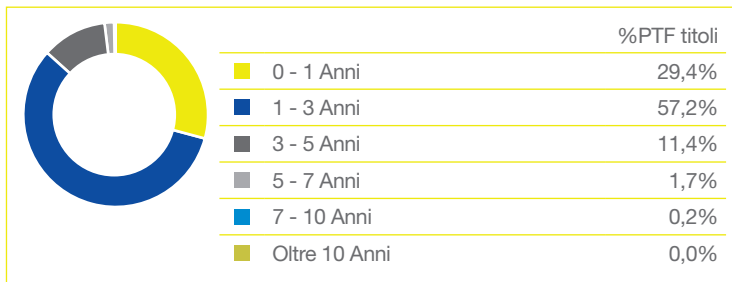 %PTF titoli
0 - 1 Anni 29,4%
1 - 3 Anni 57,2%
3 - 5 Anni 11,4%
5 - 7 Anni 1,7%
7 - 10 Anni 0,2%
Oltre 10 Anni 0,0%